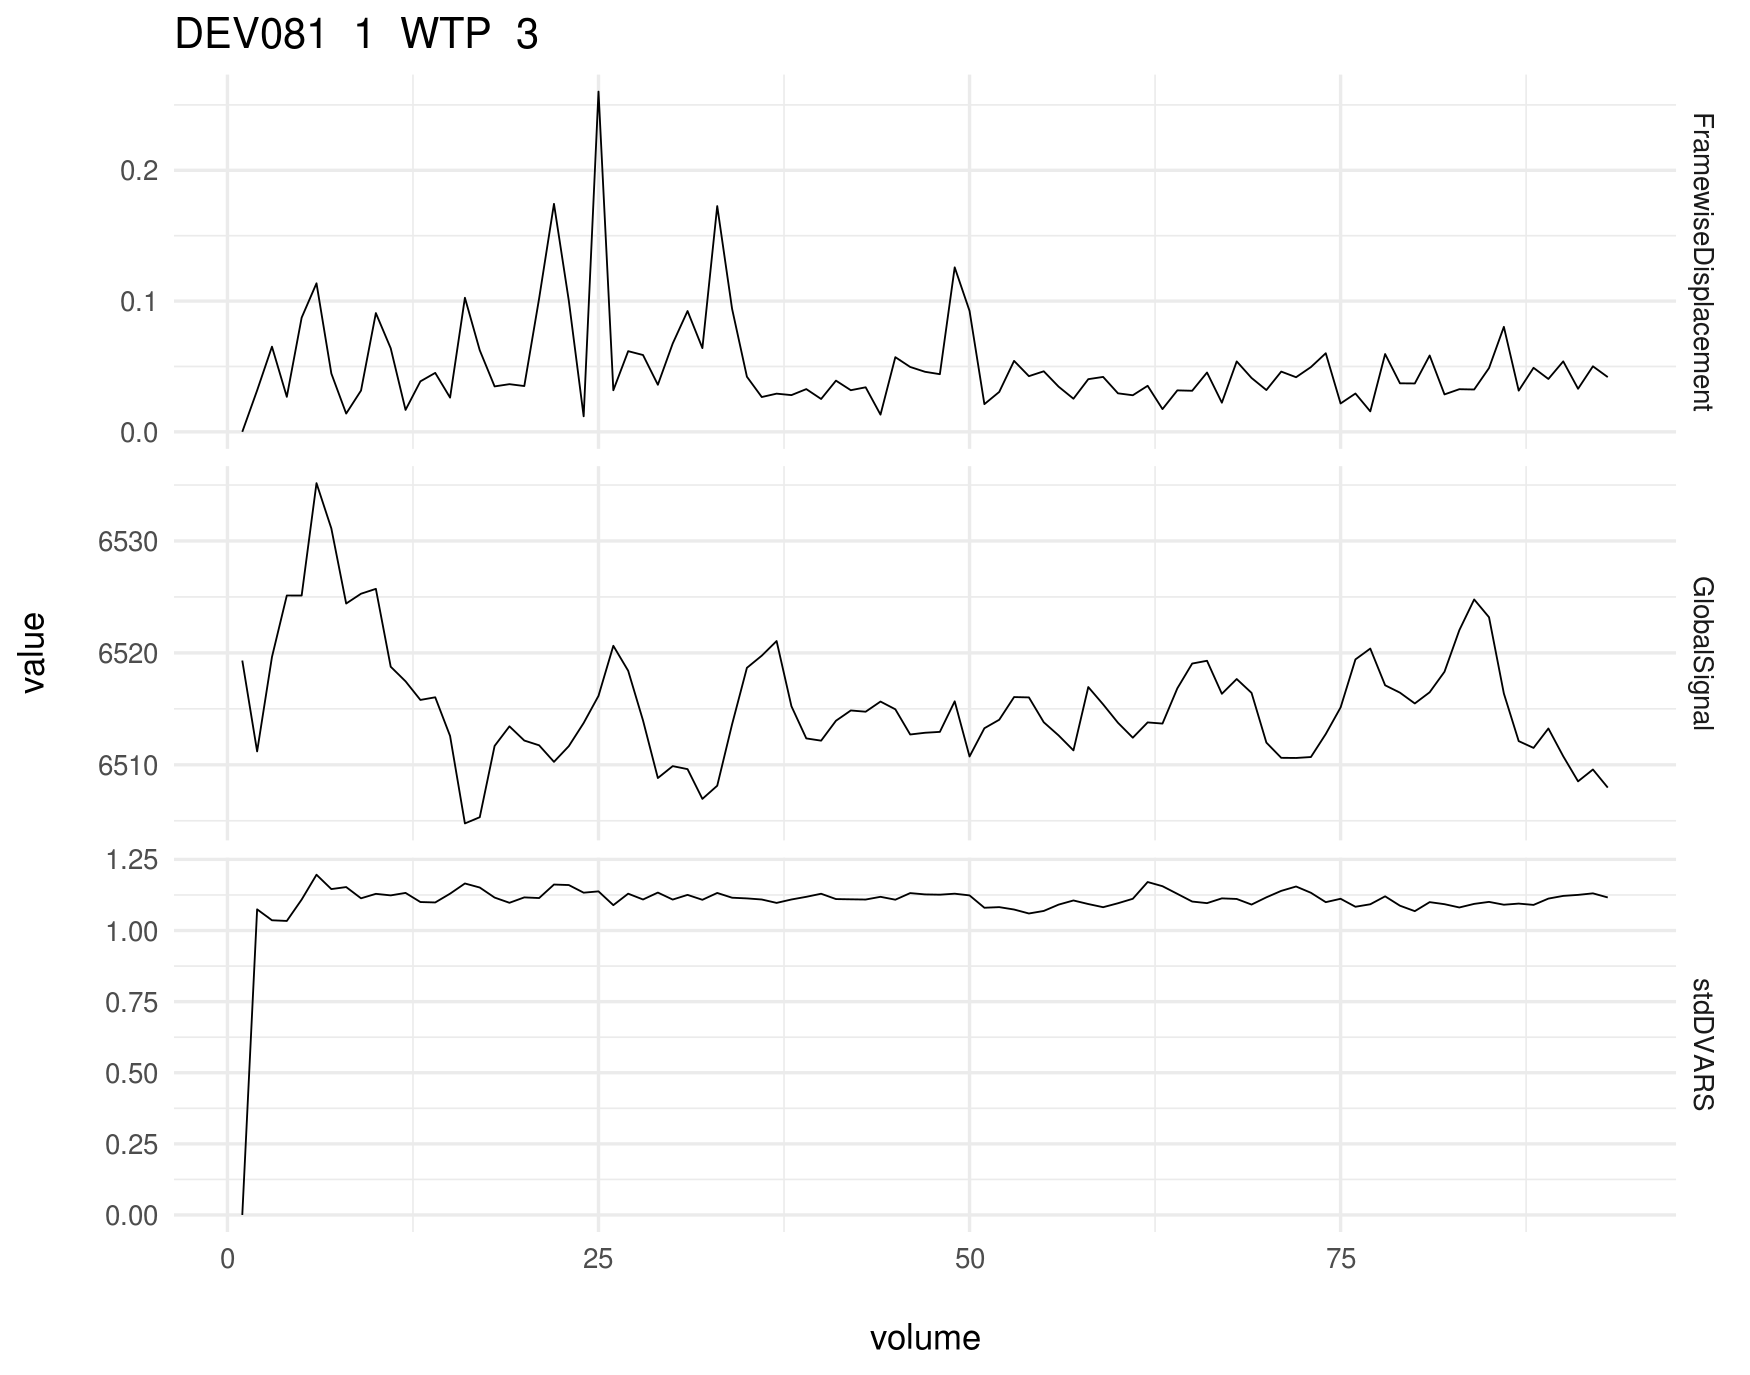 DEV081 1 WTP 3
0.2
0.1
0.0
FramewiseDisplacement
value
6530
6520
6510
GlobalSignal
1.25
1.00
0.75
0.50
0.25
0.00
stdDVARS
0 25 50 75
volume